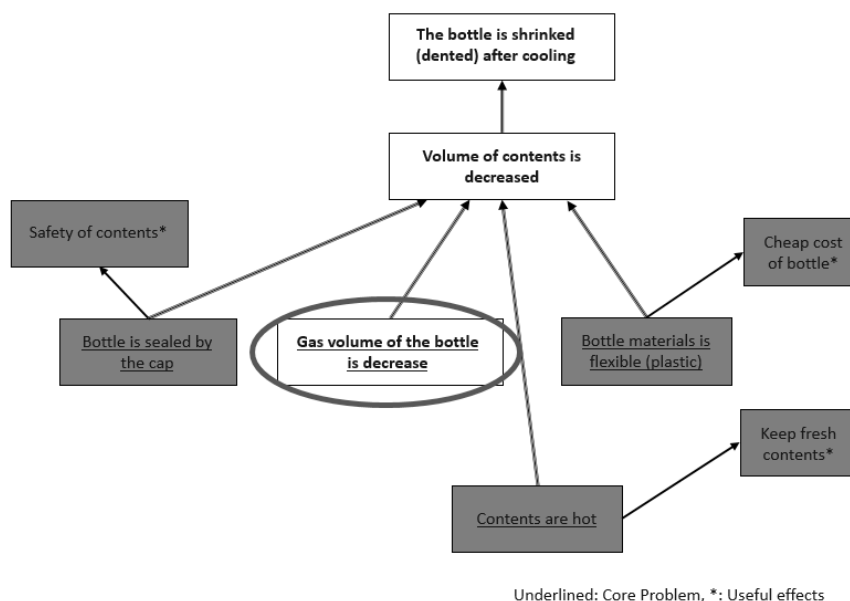 The bottle is shrinked
(dented) after cooling
Volume of contents is
decreased
Safety of contents*
Cheap cost
of bottle*
Bottle is sealed by
the cap
Gas volume of the bottle
is decrease
Bottle materials is
flexible (plastic)
Keep fresh
contents*
Contents are hot
Underlined: Core Problem, *: Useful effects